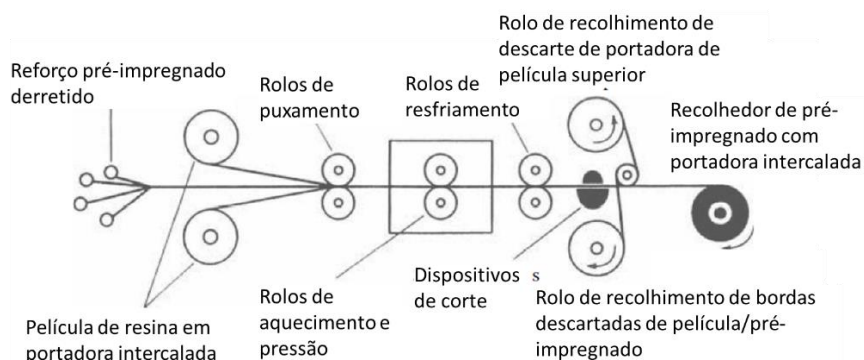 Rolo de recolhimento de
descarte de portadora de
película superior
Reforço pré-impregnado
derretido
Rolos de
puxamento
Rolos de
resfriamento
Recolhedor de pré-
impregnado com
portadora intercalada
Película de resina em
portadora intercalada
Rolos de
aquecimento e
pressão
Dispositivos s
de corte
Rolo de recolhimento de bordas
descartadas de película/pré-
impregnado